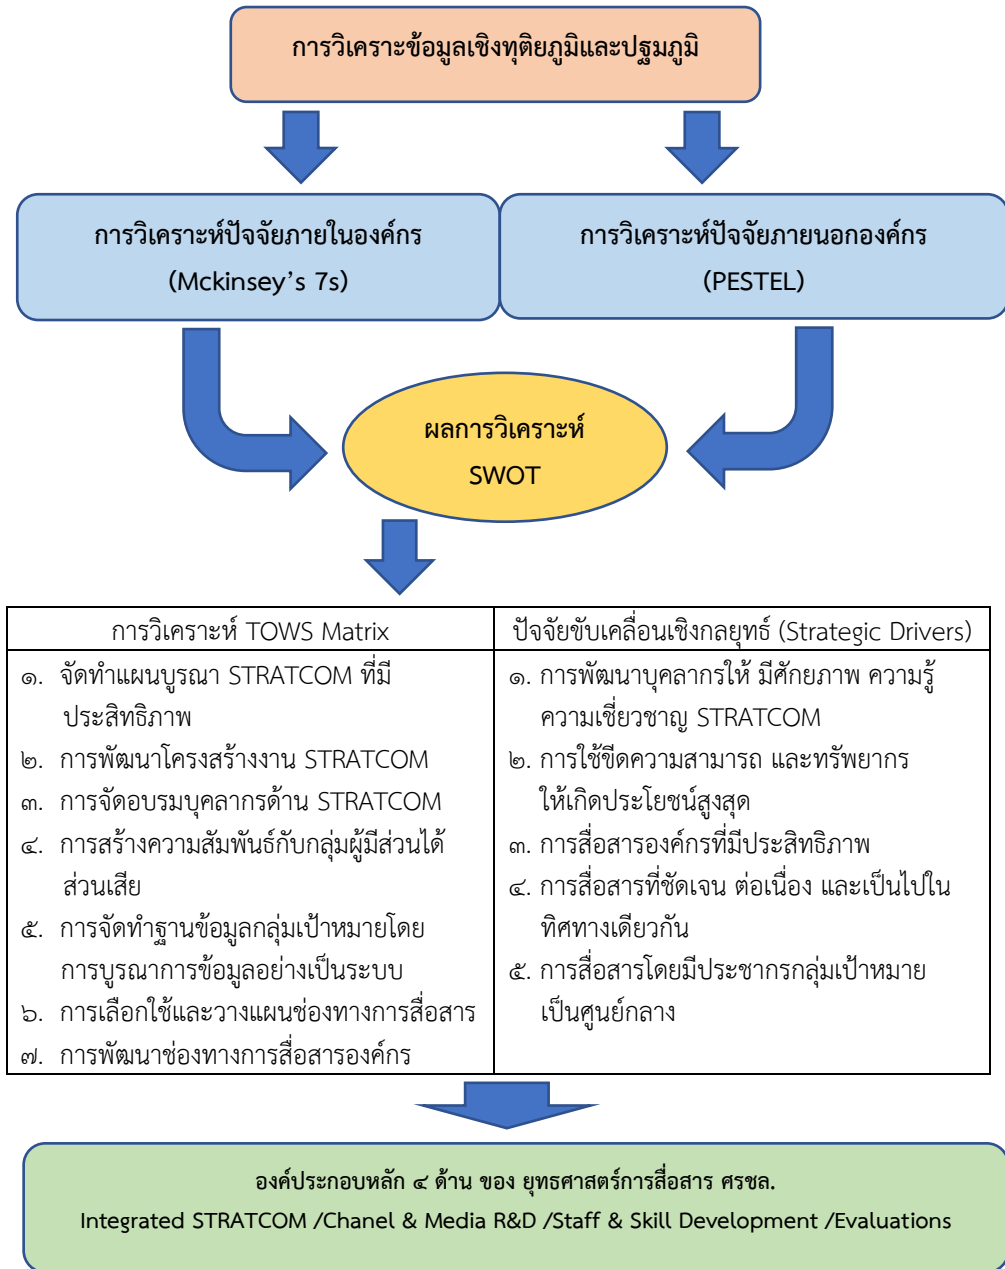 การวิเคราะข้อมูลเชิงทุติยภูมิและปฐมภูมิ
การวิเคราะห์ปัจจัยภายในองค์กร
(Mckinsey’s 7s)
การวิเคราะห์ปัจจัยภายนอกองค์กร
(PESTEL)
ผลการวิเคราะห์
SWOT
การวิเคราะห์ TOWS Matrix
๑. จัดทำแผนบูรณา STRATCOM ที่มี
ประสิทธิภาพ
๒. การพัฒนาโครงสร้างงาน STRATCOM
๓. การจัดอบรมบุคลากรด้าน STRATCOM
๔. การสร้างความสัมพันธ์กับกลุ่มผู้มีส่วนได้
ส่วนเสีย
๕. การจัดทำฐานข้อมูลกลุ่มเป้าหมายโดย
การบูรณาการข้อมูลอย่างเป็นระบบ
๖. การเลือกใช้และวางแผนช่องทางการสื่อสาร
๗. การพัฒนาช่องทางการสื่อสารองค์กร
ปัจจัยขับเคลื่อนเชิงกลยุทธ์ (Strategic Drivers)
๑. การพัฒนาบุคลากรให้ มีศักยภาพ ความรู้
ความเชี่ยวชาญ STRATCOM
๒. การใช้ขีดความสามารถ และทรัพยากร
ให้เกิดประโยชน์สูงสุด
๓. การสื่อสารองค์กรที่มีประสิทธิภาพ
๔. การสื่อสารที่ชัดเจน ต่อเนื่อง และเป็นไปใน
ทิศทางเดียวกัน
๕. การสื่อสารโดยมีประชากรกลุ่มเป้าหมาย
เป็นศูนย์กลาง
องค์ประกอบหลัก ๔ ด้าน ของ ยุทธศาสตร์การสื่อสาร ศรชล.
Integrated STRATCOM /Chanel & Media R&D /Staff & Skill Development /Evaluations